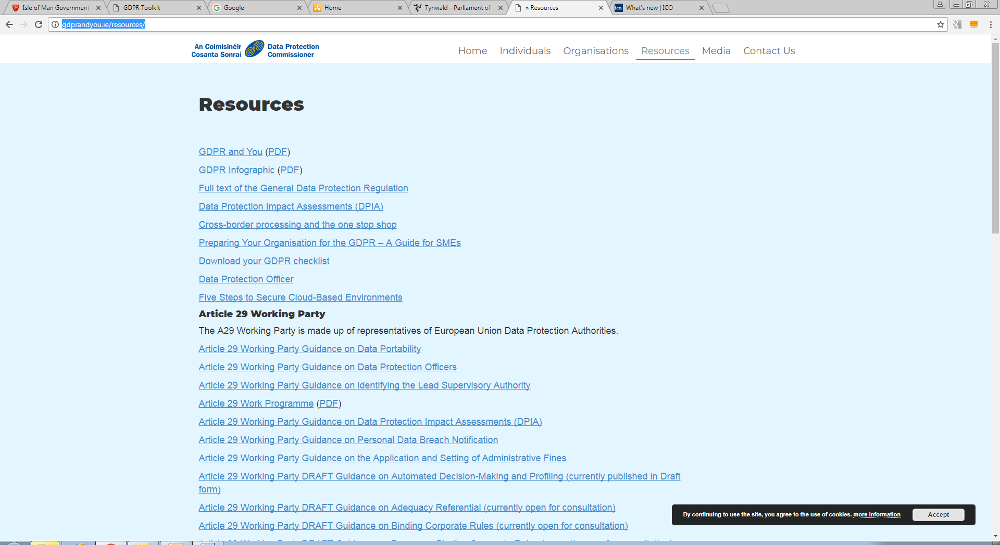 Isle of Man Government
GDPR Toolkit
Google
Home
Tynwald - Parliament of
» Resources
ico.
What's new | ICO
gdprandyou.ie/resources/
An Coimisinéir
Cosanta Sonraí
Data Protection
Commissioner
Home
Individuals
Organisations
Resources
Media
Contact Us
Resources
GDPR and You (PDF)
GDPR Infographic (PDF)
Full text of the General Data Protection Regulation
Data Protection Impact Assessments (DPIA)
Cross-border processing and the one stop shop
Preparing Your Organisation for the GDPR – A Guide for SMEs
Download your GDPR checklist
Data Protection Officer
Five Steps to Secure Cloud-Based Environments
Article 29 Working Party
The A29 Working Party is made up of representatives of European Union Data Protection Authorities.
Article 29 Working Party Guidance on Data Portability
Article 29 Working Party Guidance on Data Protection Officers
Article 29 Working Party Guidance on identifying the Lead Supervisory Authority
Article 29 Work Programme (PDF)
Article 29 Working Party Guidance on Data Protection Impact Assessments (DPIA)
Article 29 Working Party Guidance on Personal Data Breach Notification
Article 29 Working Party Guidance on the Application and Setting of Administrative Fines
Article 29 Working Party DRAFT Guidance on Automated Decision-Making and Profiling (currently published in Draft
form)
Article 29 Working Party DRAFT Guidance on Adequacy Referential (currently open for consultation)
Article 29 Working Party DRAFT Guidance on Binding Corporate Rules (currently open for consultation)
By continuing to use the site, you agree to the use of cookies. more information
Accept